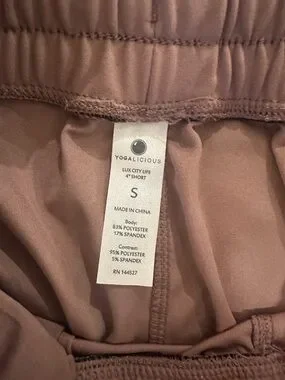 YOGALICIOUS
LUX CITY LIFE
4" SHORT
S
MADE IN CHINA
Body:
83% POLYESTER
17% SPANDEX
Contrast:
95% POLYESTER
5% SPANDEX
RN 144527